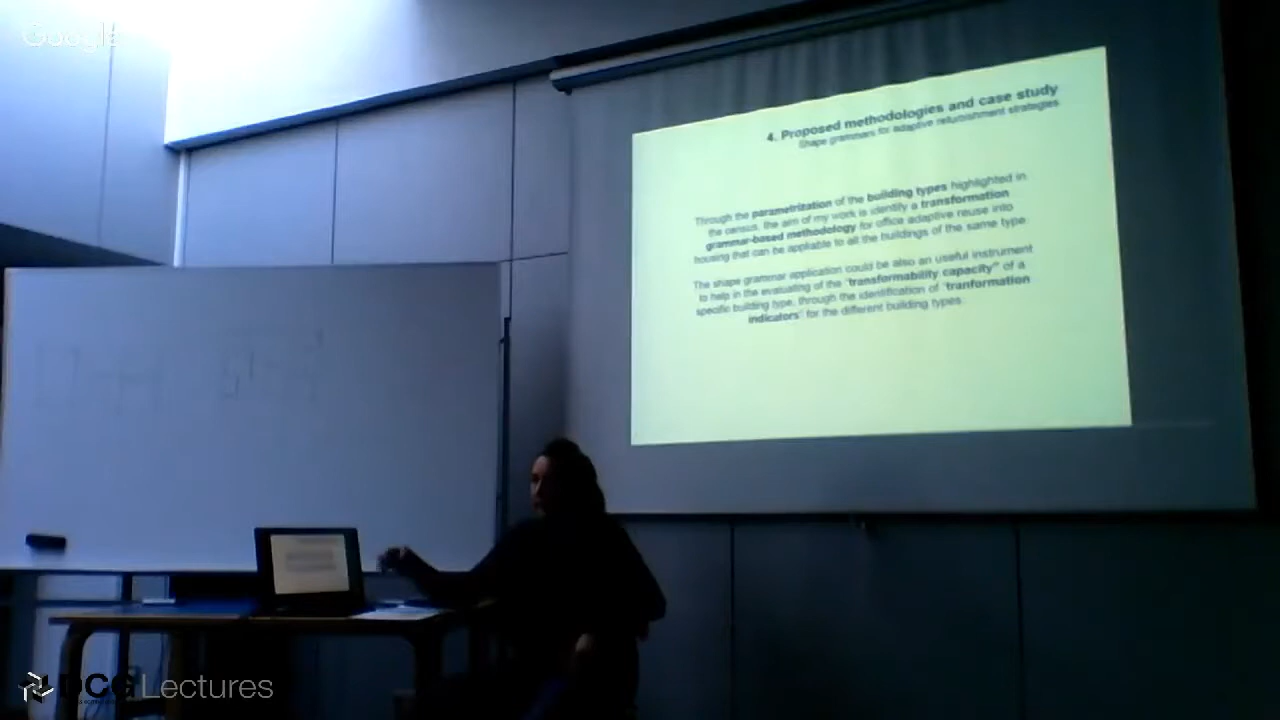 Google
4. Proposed methodologies and case study
Shape grammars for adaptive refurbishment strategies
Through the parametrization of the building types highlighted in
the census, the aim of my work is identify a transformation
grammar-based methodology for office adaptive reuse into
housing that can be appliable to all the buildings of the same type
The shape grammar application could be also an useful instrument
to help in the evaluating of the "transformability capacity" of a
specific building type, through the identification of "tranformation
indicators" for the different building types
DCG Lectures